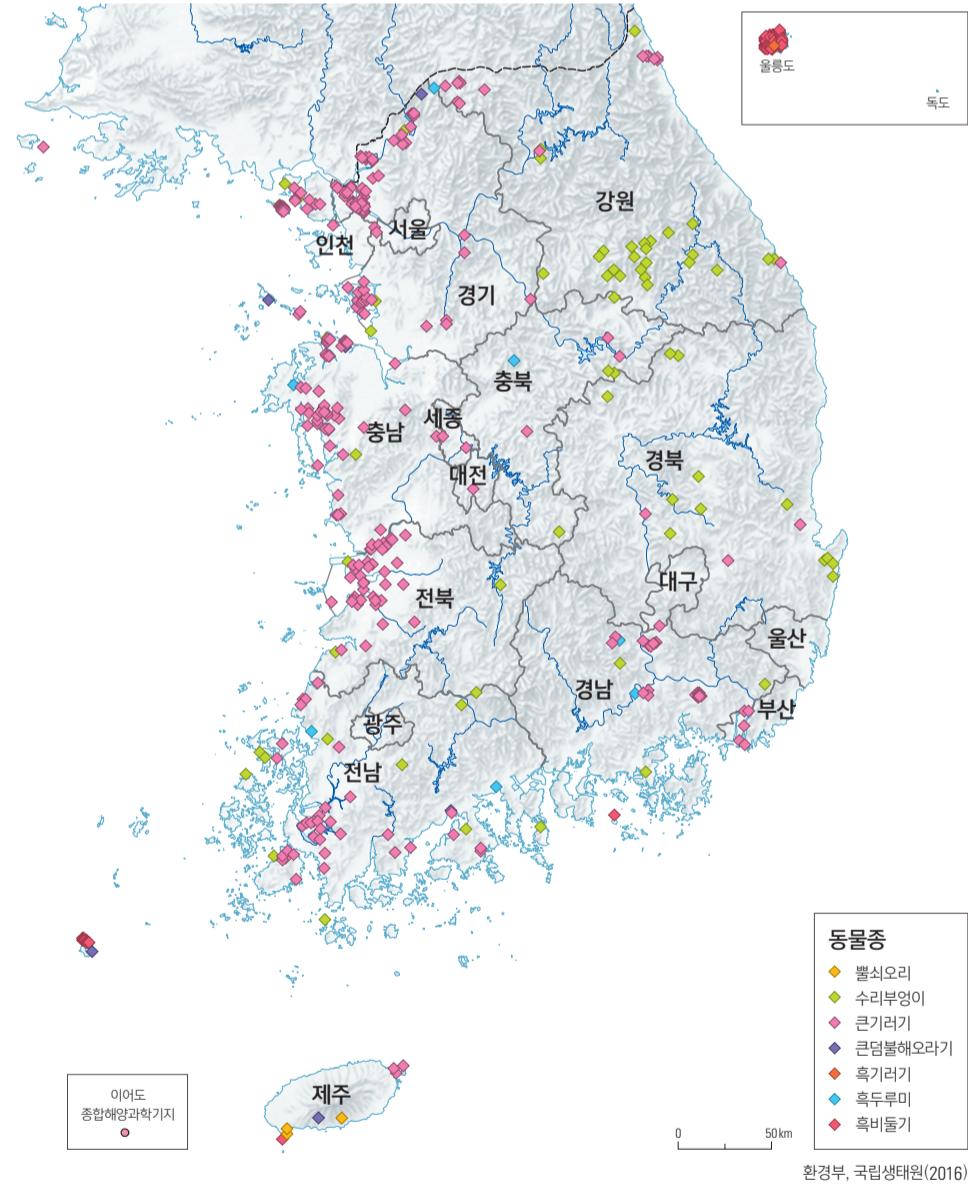 울릉도
독도
강원
서울
인천
경기
충북
세종
충남
대전
경북
대구
전북
울산
경남
부산
광주
전남
제주
이어도
종합해양과학기지
동물종
뿔쇠오리
수리부엉이
큰기러기
큰덤불해오라기
흑기러기
흑두루미
흑비둘기
0 50km
환경부, 국립생태원(2016)